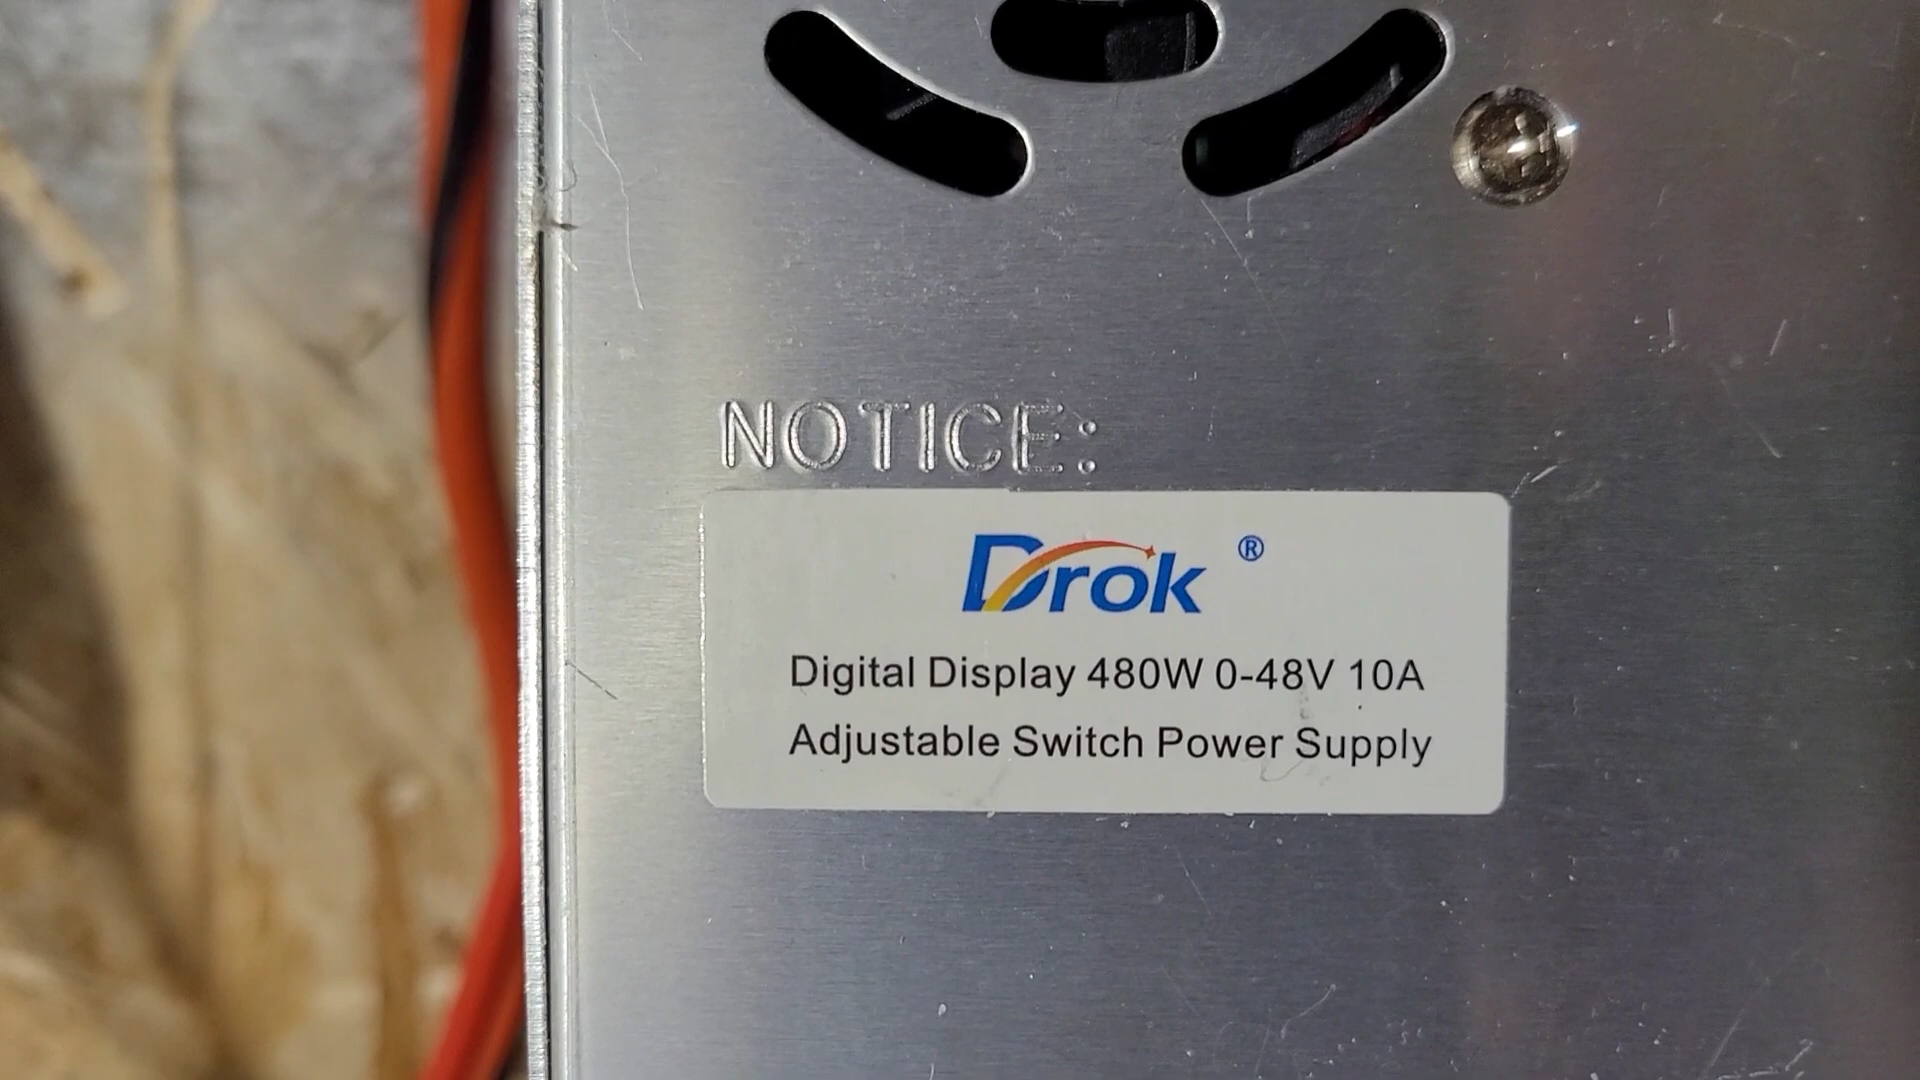 NOTICE:
Drok ®
Digital Display 480W 0-48V 10A
Adjustable Switch Power Supply